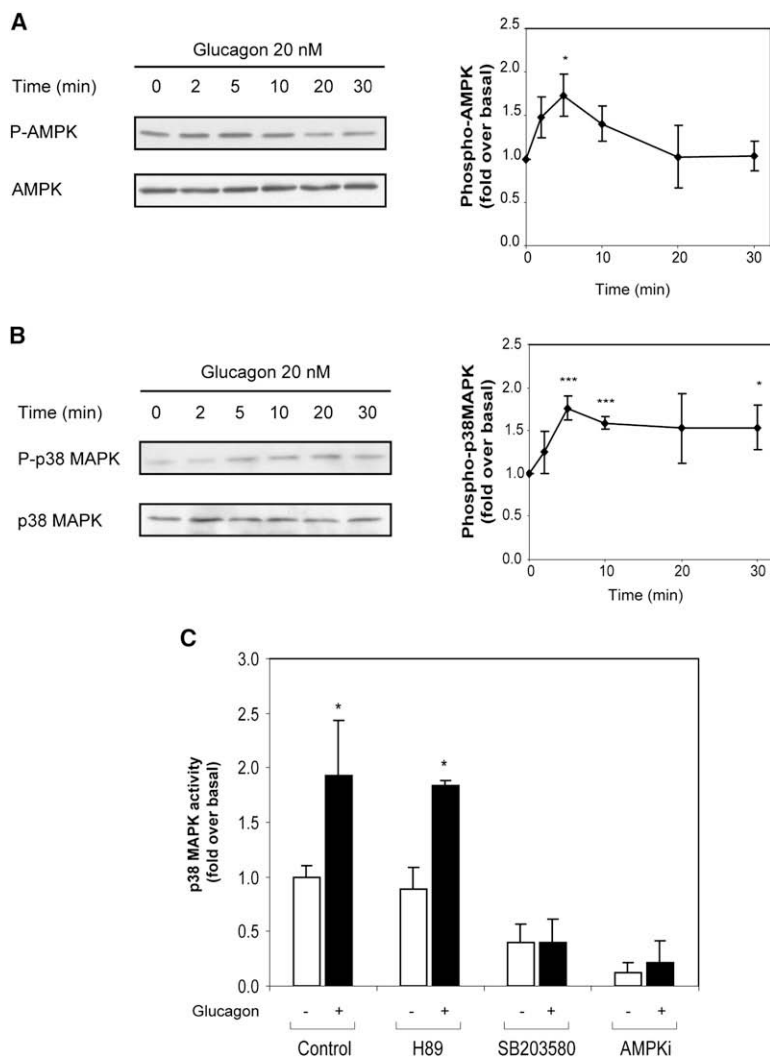 A
Glucagon 20 nM
Time (min) 0 2 5 10 20 30
P-AMPK
AMPK
Phospho-AMPK
(fold over basal)
2.5
2.0
1.5
1.0
0.5
0.0
*
0 10 20 30
Time (min)
B
Glucagon 20 nM
Time (min) 0 2 5 10 20 30
P-p38 MAPK
p38 MAPK
Phospho-p38MAPK
(fold over basal)
2.5
2.0
1.5
1.0
0.5
0.0
*** *** *
0 10 20 30
Time (min)
C
p38 MAPK activity
(fold over basal)
3.0
2.5
2.0
1.5
1.0
0.5
0.0
* *
Glucagon - + - + - + - +
Control H89 SB203580 AMPKi